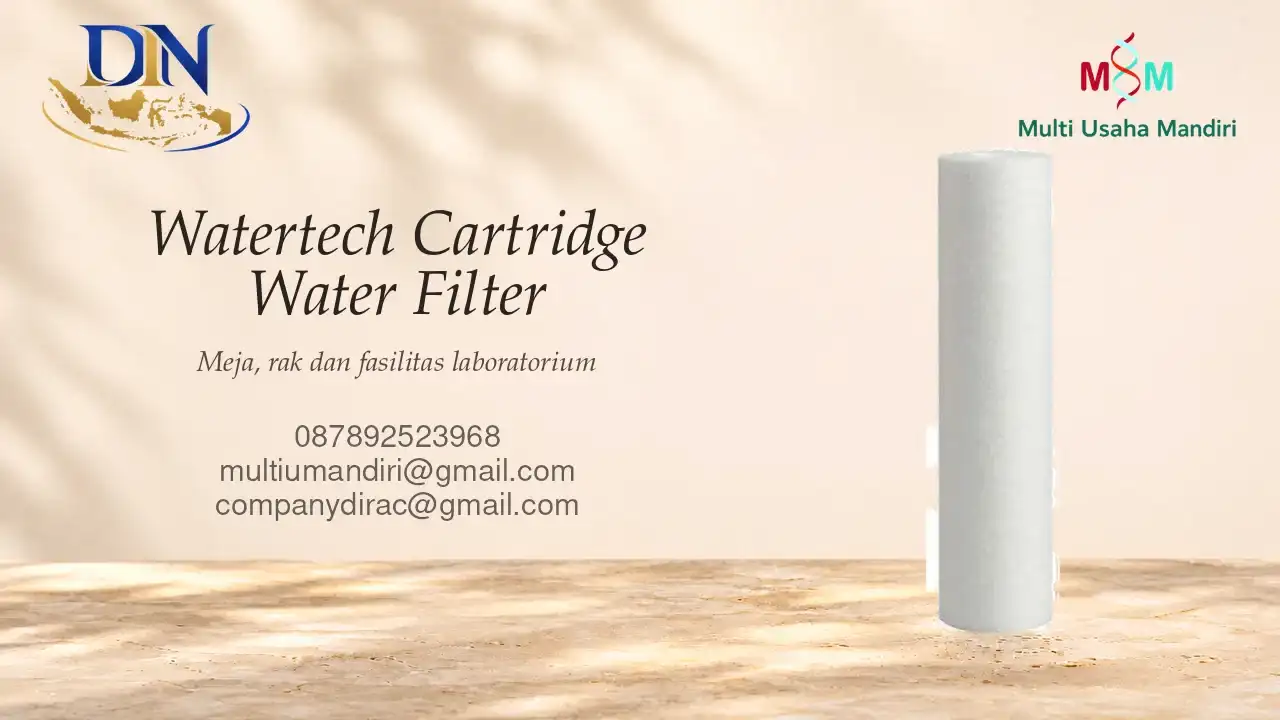 DIN
MSM
Multi Usaha Mandiri
Watertech Cartridge
Water Filter
Meja, rak dan fasilitas laboratorium
087892523968
multiumandiri@gmail.com
companydirac@gmail.com